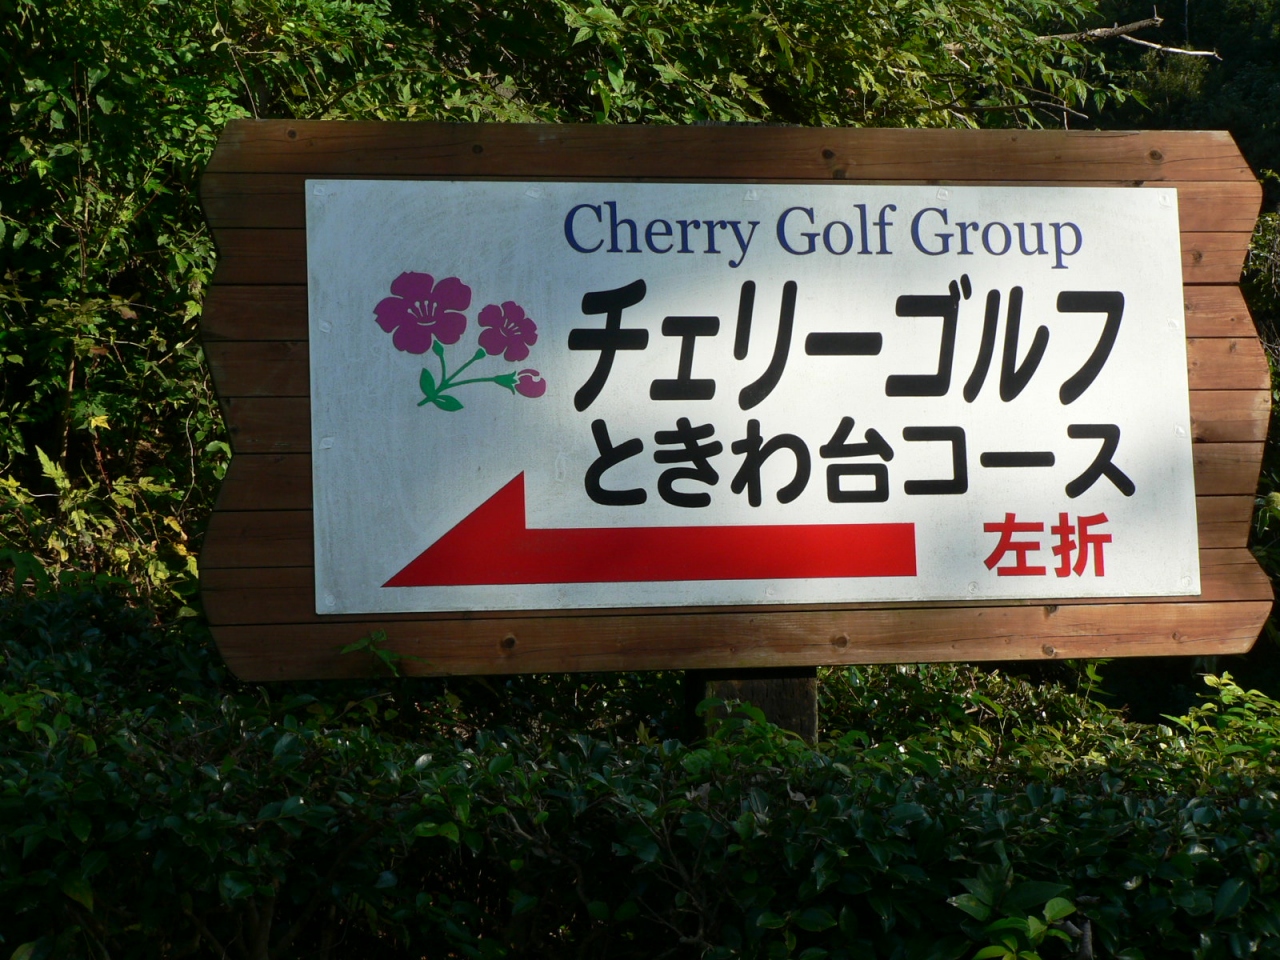 Cherry Golf Group
チェリーゴルフ
ときわ台コース
左折